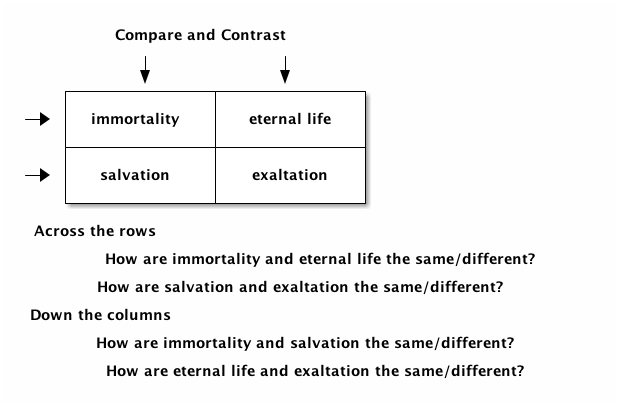 Compare and Contrast
immortality eternal life
salvation exaltation
Across the rows
How are immortality and eternal life the same/different?
How are salvation and exaltation the same/different?
Down the columns
How are immortality and salvation the same/different?
How are eternal life and exaltation the same/different?